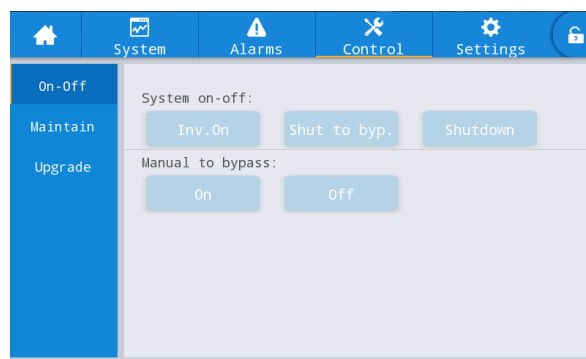 System Alarms Control Settings
On-Off
Maintain
Upgrade
System on-off:
Inv.On Shut to byp. Shutdown
Manual to bypass:
On Off